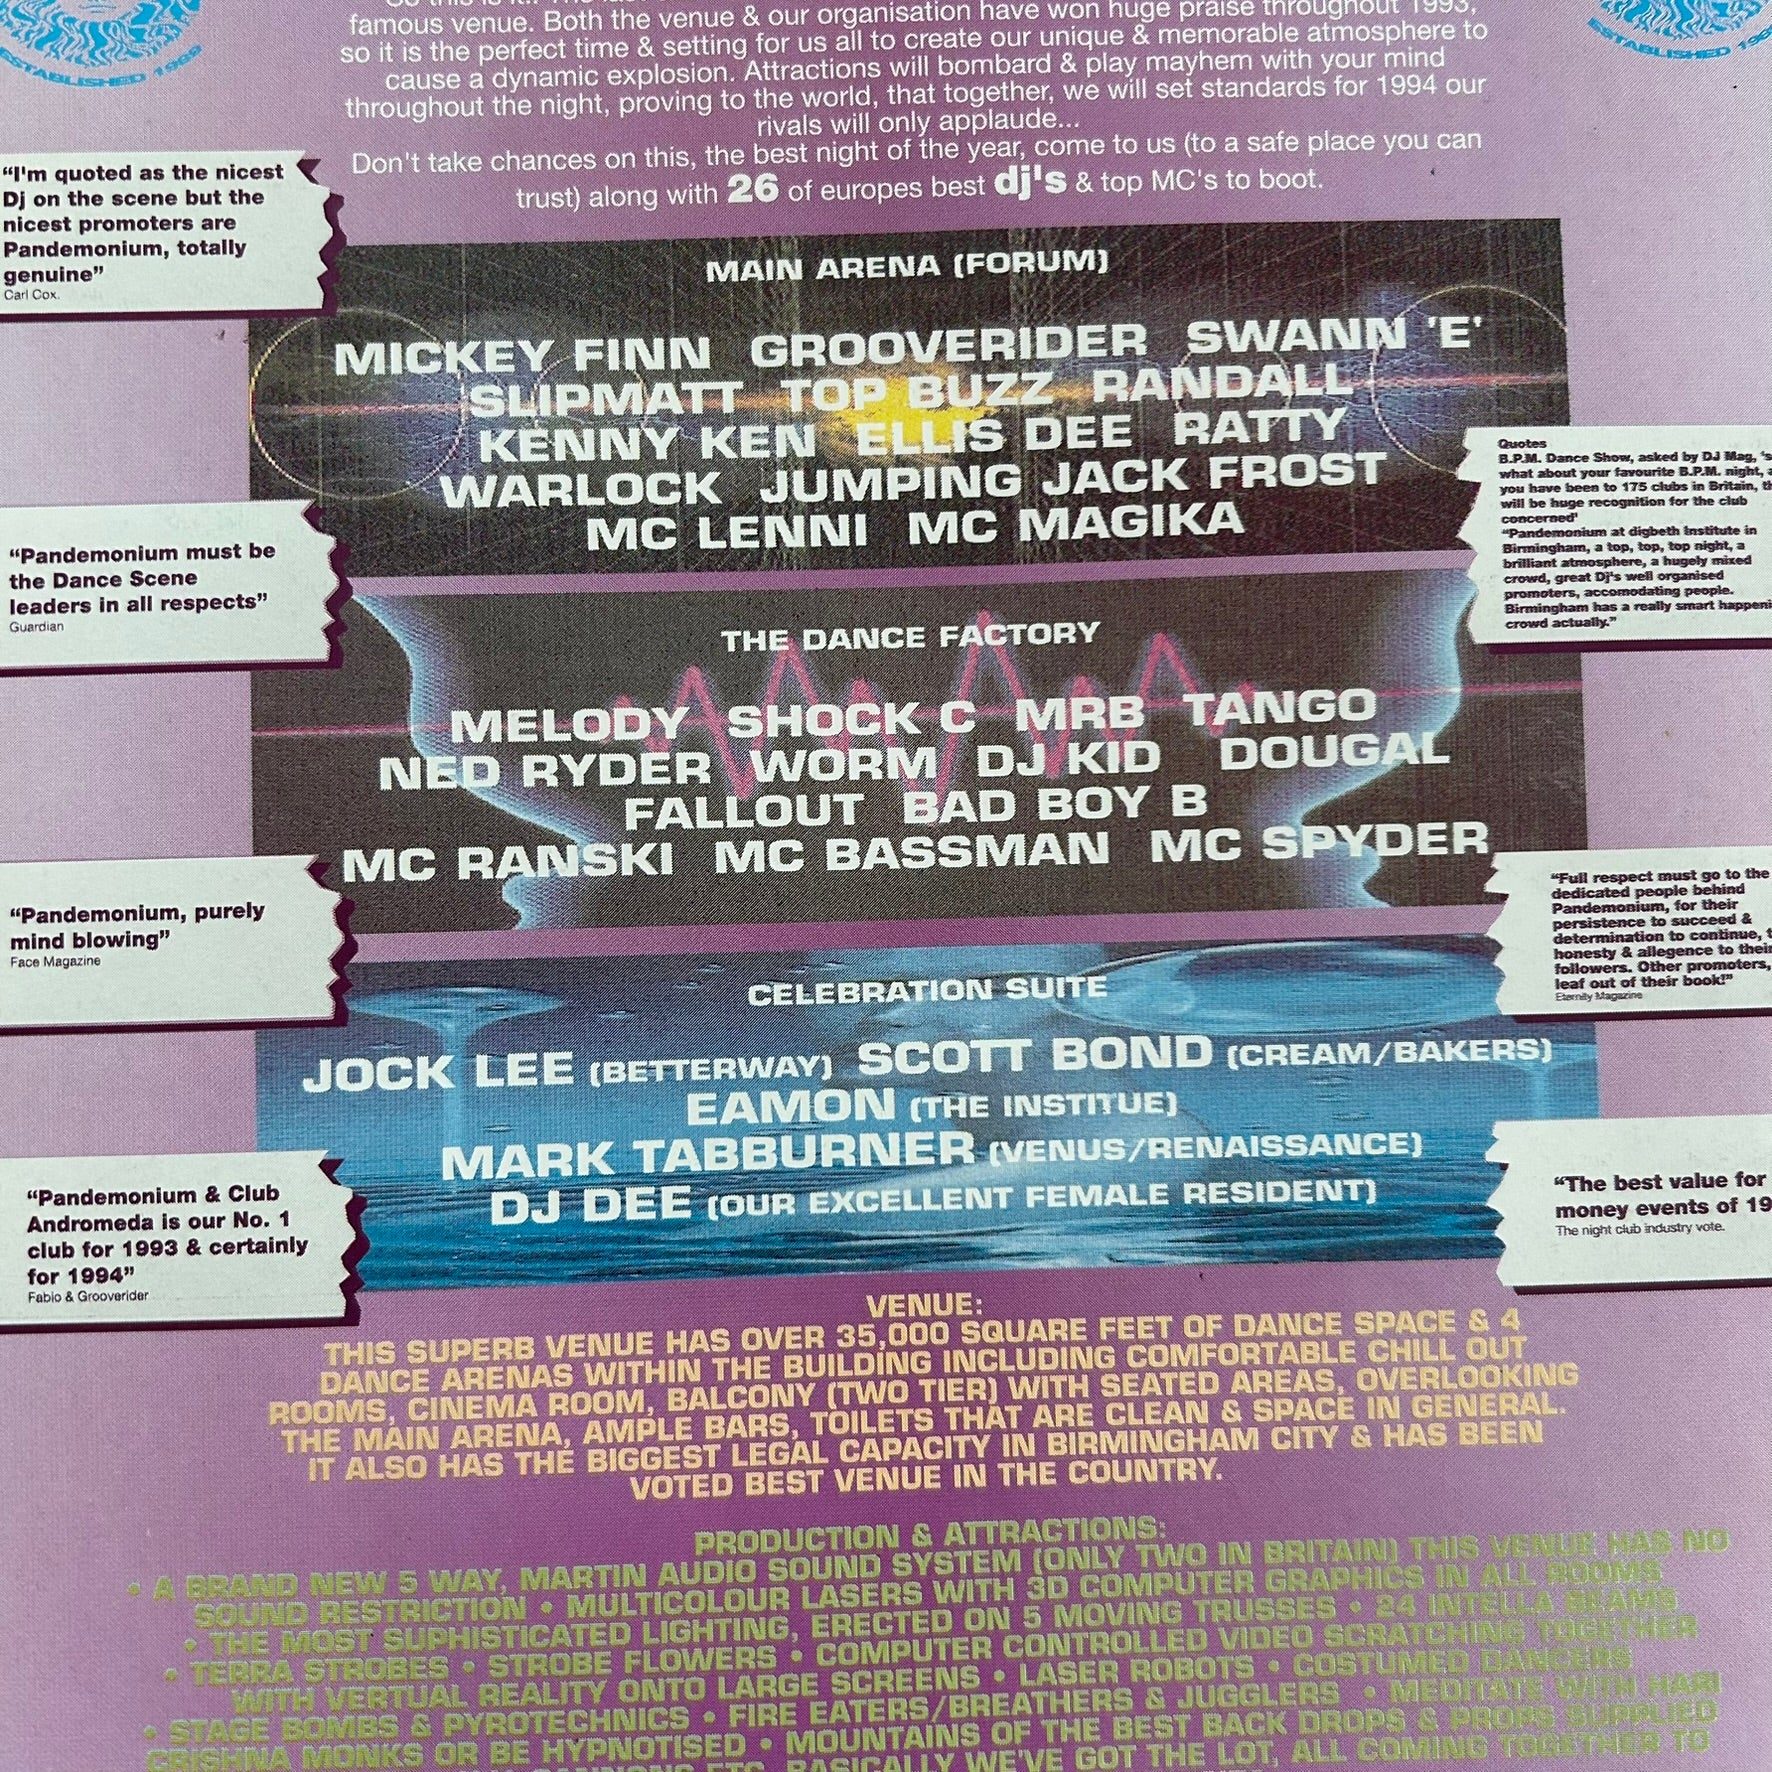 famous venue. Both the venue & our organisation have won huge praise throughout 1993,
so it is the perfect time & setting for us all to create our unique & memorable atmosphere to
cause a dynamic explosion. Attractions will bombard & play mayhem with your mind
throughout the night, proving to the world, that together, we will set standards for 1994 our
rivals will only applaude...
Don't take chances on this, the best night of the year, come to us (to a safe place you can
trust) along with 26 of europes best dj's & top MC's to boot.
ESTABLISHED
ESTABLISHED
“I'm quoted as the nicest
Dj on the scene but the
nicest promoters are
Pandemonium, totally
genuine”
Carl Cox.
“Pandemonium must be
the Dance Scene
leaders in all respects”
Guardian
“Pandemonium, purely
mind blowing”
Face Magazine
“Pandemonium & Club
Andromeda is our No. 1
club for 1993 & certainly
for 1994”
Fabio & Grooverider
MAIN ARENA (FORUM)
MICKEY FINN GROOVERIDER SWANN 'E'
SLIPMATT TOP BUZZ RANDALL
KENNY KEN ELLIS DEE RATTY
WARLOCK JUMPING JACK FROST
MC LENNI MC MAGIKA
THE DANCE FACTORY
MELODY SHOCK C MRB TANGO
NED RYDER WORM DJ KID DOUGAL
FALLOUT BAD BOY B
MC RANSKI MC BASSMAN MC SPYDER
CELEBRATION SUITE
JOCK LEE (BETTERWAY) SCOTT BOND (CREAM/BAKERS)
EAMON (THE INSTITUE)
MARK TABBURNER (VENUS/RENAISSANCE)
DJ DEE (OUR EXCELLENT FEMALE RESIDENT)
Quotes
B.P.M. Dance Show, asked by DJ Mag,
what about your favourite B.P.M. night,
you have been to 175 clubs in Britain,
will be huge recognition for the club
concerned'
“Pandemonium at digbeth Institute in
Birmingham, a top, top, top night, a
brilliant atmosphere, a hugely mixed
crowd, great Dj's well organised
promoters, accomodating people.
Birmingham has a really smart happeni
crowd actually.”
“Full respect must go to the
dedicated people behind
Pandemonium, for their
persistence to succeed &
determination to continue,
honesty & allegence to their
followers. Other promoters,
leaf out of their book!”
Eternity Magazine
“The best value for
money events of 19
The night club industry vote.
VENUE:
THIS SUPERB VENUE HAS OVER 35,000 SQUARE FEET OF DANCE SPACE & 4
DANCE ARENAS WITHIN THE BUILDING INCLUDING COMFORTABLE CHILL OUT
ROOMS, CINEMA ROOM, BALCONY (TWO TIER) WITH SEATED AREAS, OVERLOOKING
THE MAIN ARENA, AMPLE BARS, TOILETS THAT ARE CLEAN & SPACE IN GENERAL.
IT ALSO HAS THE BIGGEST LEGAL CAPACITY IN BIRMINGHAM CITY & HAS BEEN
VOTED BEST VENUE IN THE COUNTRY.
PRODUCTION & ATTRACTIONS:
• A BRAND NEW 5 WAY, MARTIN AUDIO SOUND SYSTEM (ONLY TWO IN BRITAIN) THIS VENUE HAS NO
SOUND RESTRICTION • MULTICOLOUR LASERS WITH 3D COMPUTER GRAPHICS IN ALL ROOMS
• THE MOST SUPHISTICATED LIGHTING, ERECTED ON 5 MOVING TRUSSES • 24 INTELLA BEAMS
• TERRA STROBES • STROBE FLOWERS • COMPUTER CONTROLLED VIDEO SCRATCHING TOGETHER
WITH VERTUAL REALITY ONTO LARGE SCREENS • LASER ROBOTS • COSTUMED DANCERS
• STAGE BOMBS & PYROTECHNICS • FIRE EATERS/BREATHERS & JUGGLERS • MEDITATE WITH HARI
CRISHNA MONKS OR BE HYPNOTISED • MOUNTAINS OF THE BEST BACK DROPS & PROPS SUPPLIED
ETC. BASICALLY WE'VE GOT THE LOT, ALL COMING TOGETHER TO